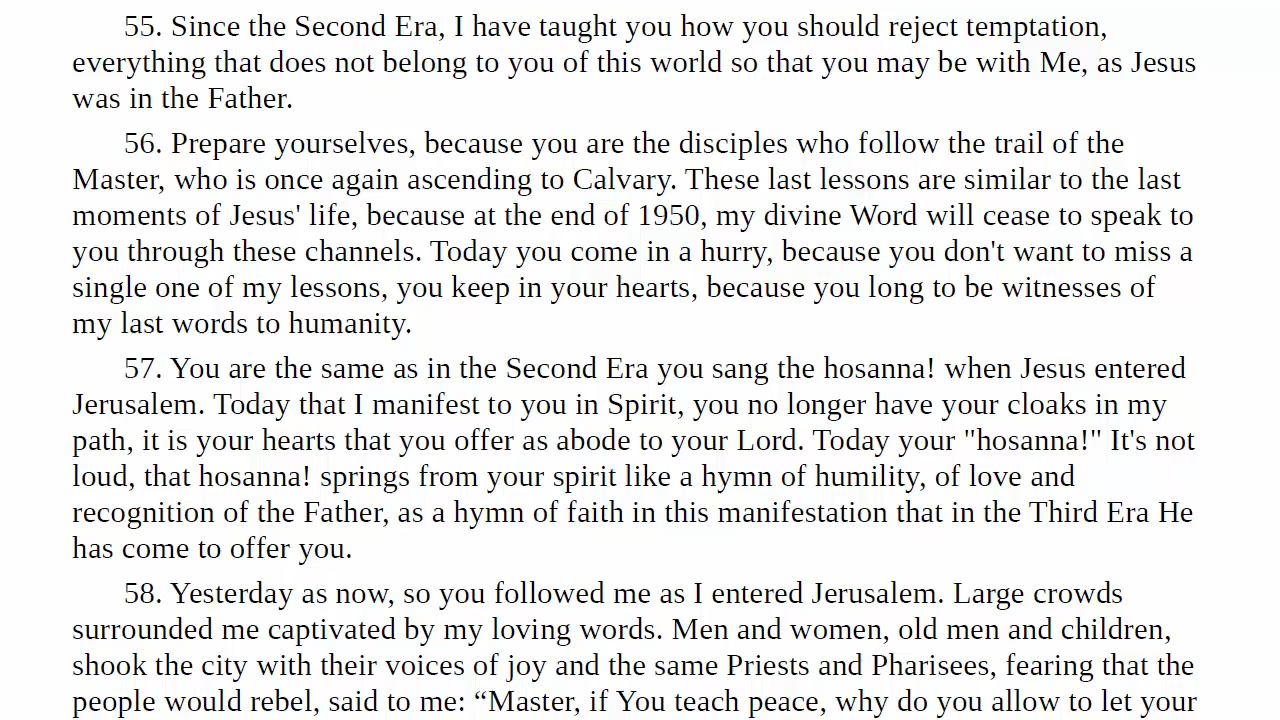 55. Since the Second Era, I have taught you how you should reject temptation,
everything that does not belong to you of this world so that you may be with Me, as Jesus
was in the Father.
56. Prepare yourselves, because you are the disciples who follow the trail of the
Master, who is once again ascending to Calvary. These last lessons are similar to the last
moments of Jesus' life, because at the end of 1950, my divine Word will cease to speak to
you through these channels. Today you come in a hurry, because you don't want to miss a
single one of my lessons, you keep in your hearts, because you long to be witnesses of
my last words to humanity.
57. You are the same as in the Second Era you sang the hosanna! when Jesus entered
Jerusalem. Today that I manifest to you in Spirit, you no longer have your cloaks in my
path, it is your hearts that you offer as abode to your Lord. Today your "hosanna!" It's not
loud, that hosanna! springs from your spirit like a hymn of humility, of love and
recognition of the Father, as a hymn of faith in this manifestation that in the Third Era He
has come to offer you.
58. Yesterday as now, so you followed me as I entered Jerusalem. Large crowds
surrounded me captivated by my loving words. Men and women, old men and children,
shook the city with their voices of joy and the same Priests and Pharisees, fearing that the
people would rebel, said to me: “Master, if You teach peace, why do you allow to let your